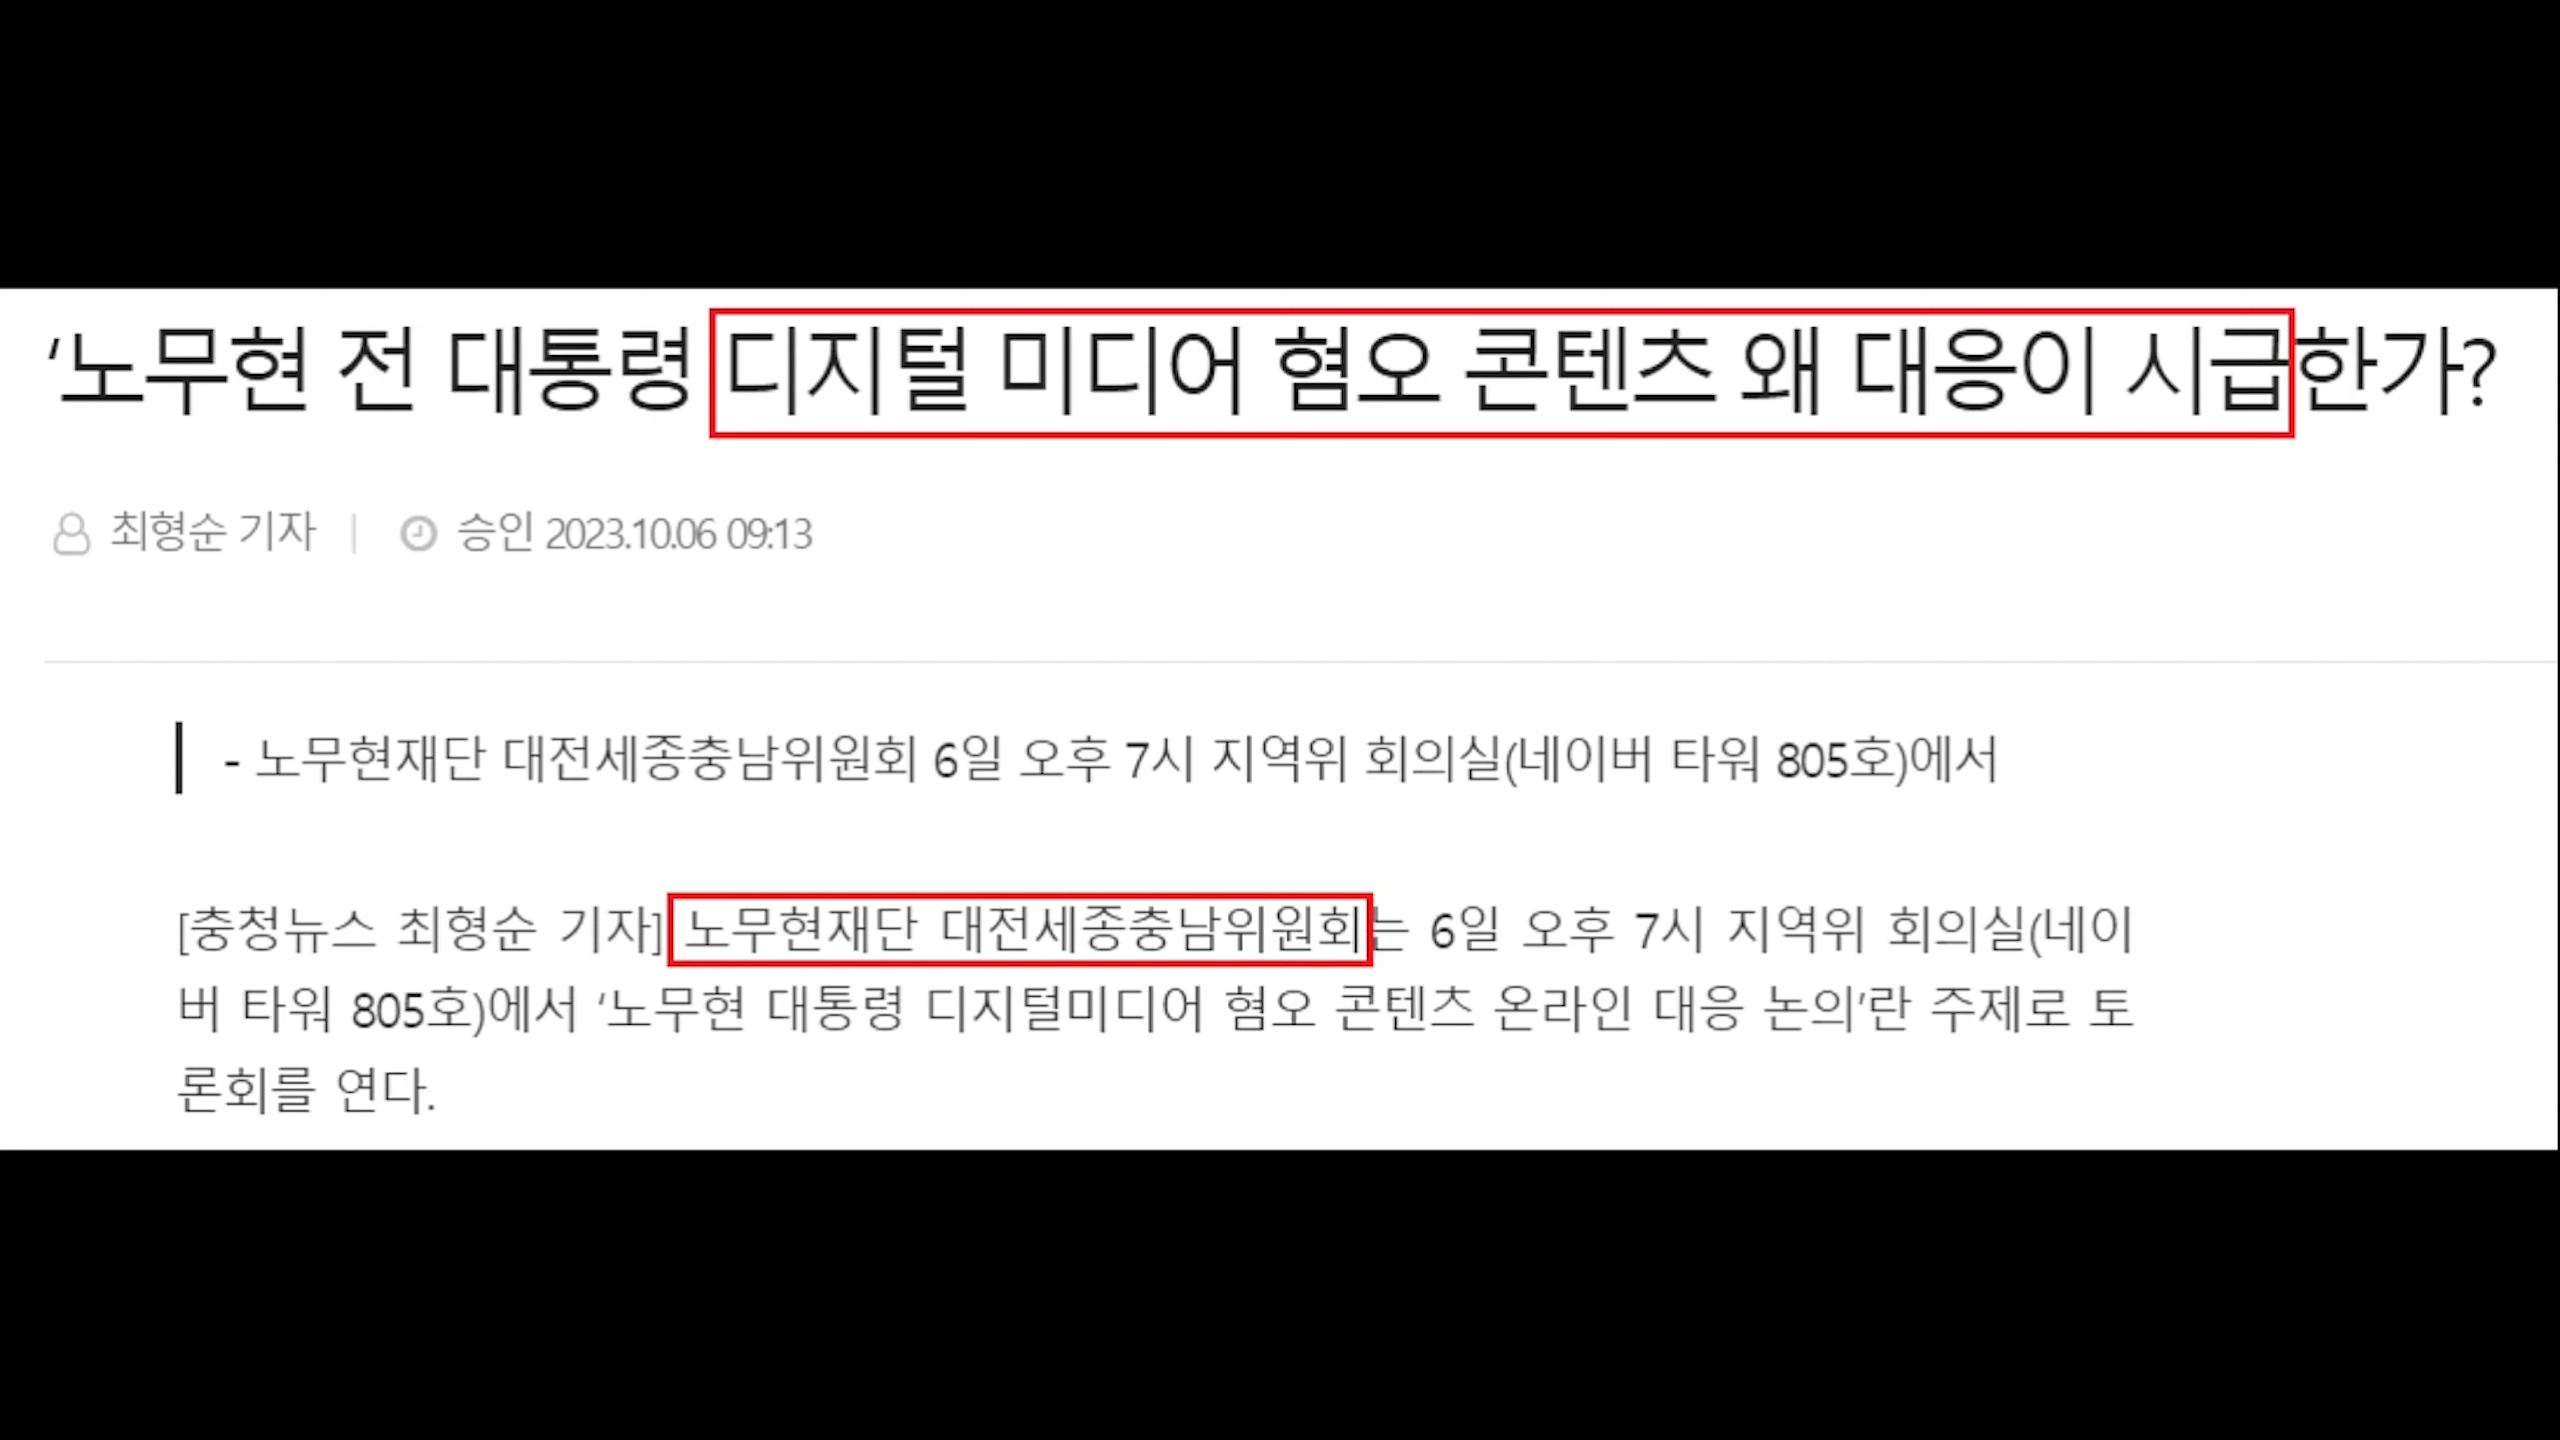 ‘노무현 전 대통령 디지털 미디어 혐오 콘텐츠 왜 대응이 시급한가?
최형순 기자 | 승인 2023.10.06 09:13
- 노무현재단 대전세종충남위원회 6일 오후 7시 지역위 회의실(네이버 타워 805호)에서
[충청뉴스 최형순 기자] 노무현재단 대전세종충남위원회는 6일 오후 7시 지역위 회의실(네이
버 타워 805호)에서 ‘노무현 대통령 디지털미디어 혐오 콘텐츠 온라인 대응 논의’란 주제로 토
론회를 연다.